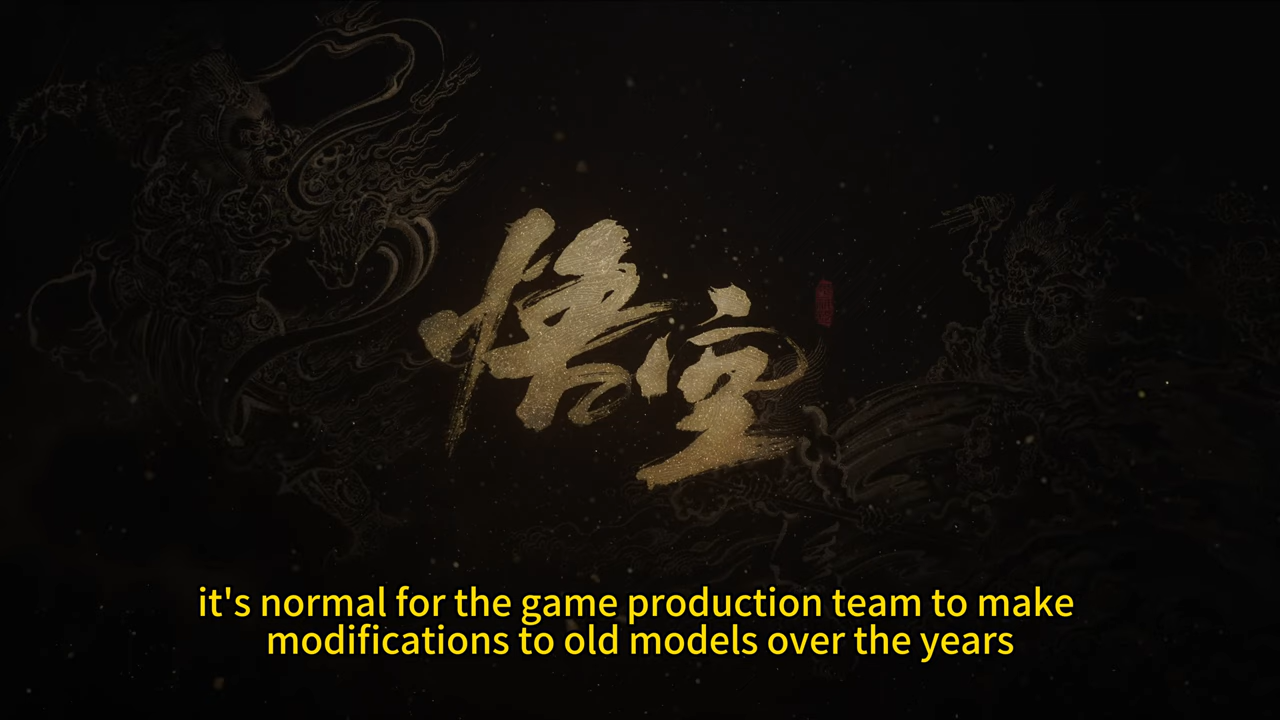 悟空
it's normal for the game production team to make
modifications to old models over the years